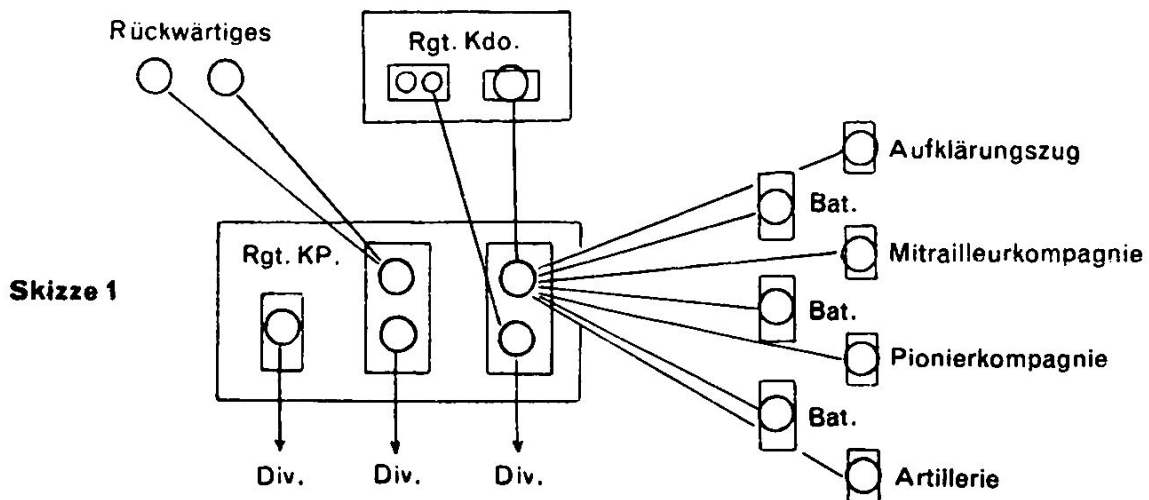 Rückwärtiges
Rgt. Kdo.
Aufklärungszug
Bat.
Rgt. KP.
Mitrailleurkompagnie
Skizze 1
Bat.
Pionierkompagnie
Bat.
Div.
Div.
Div.
Artillerie